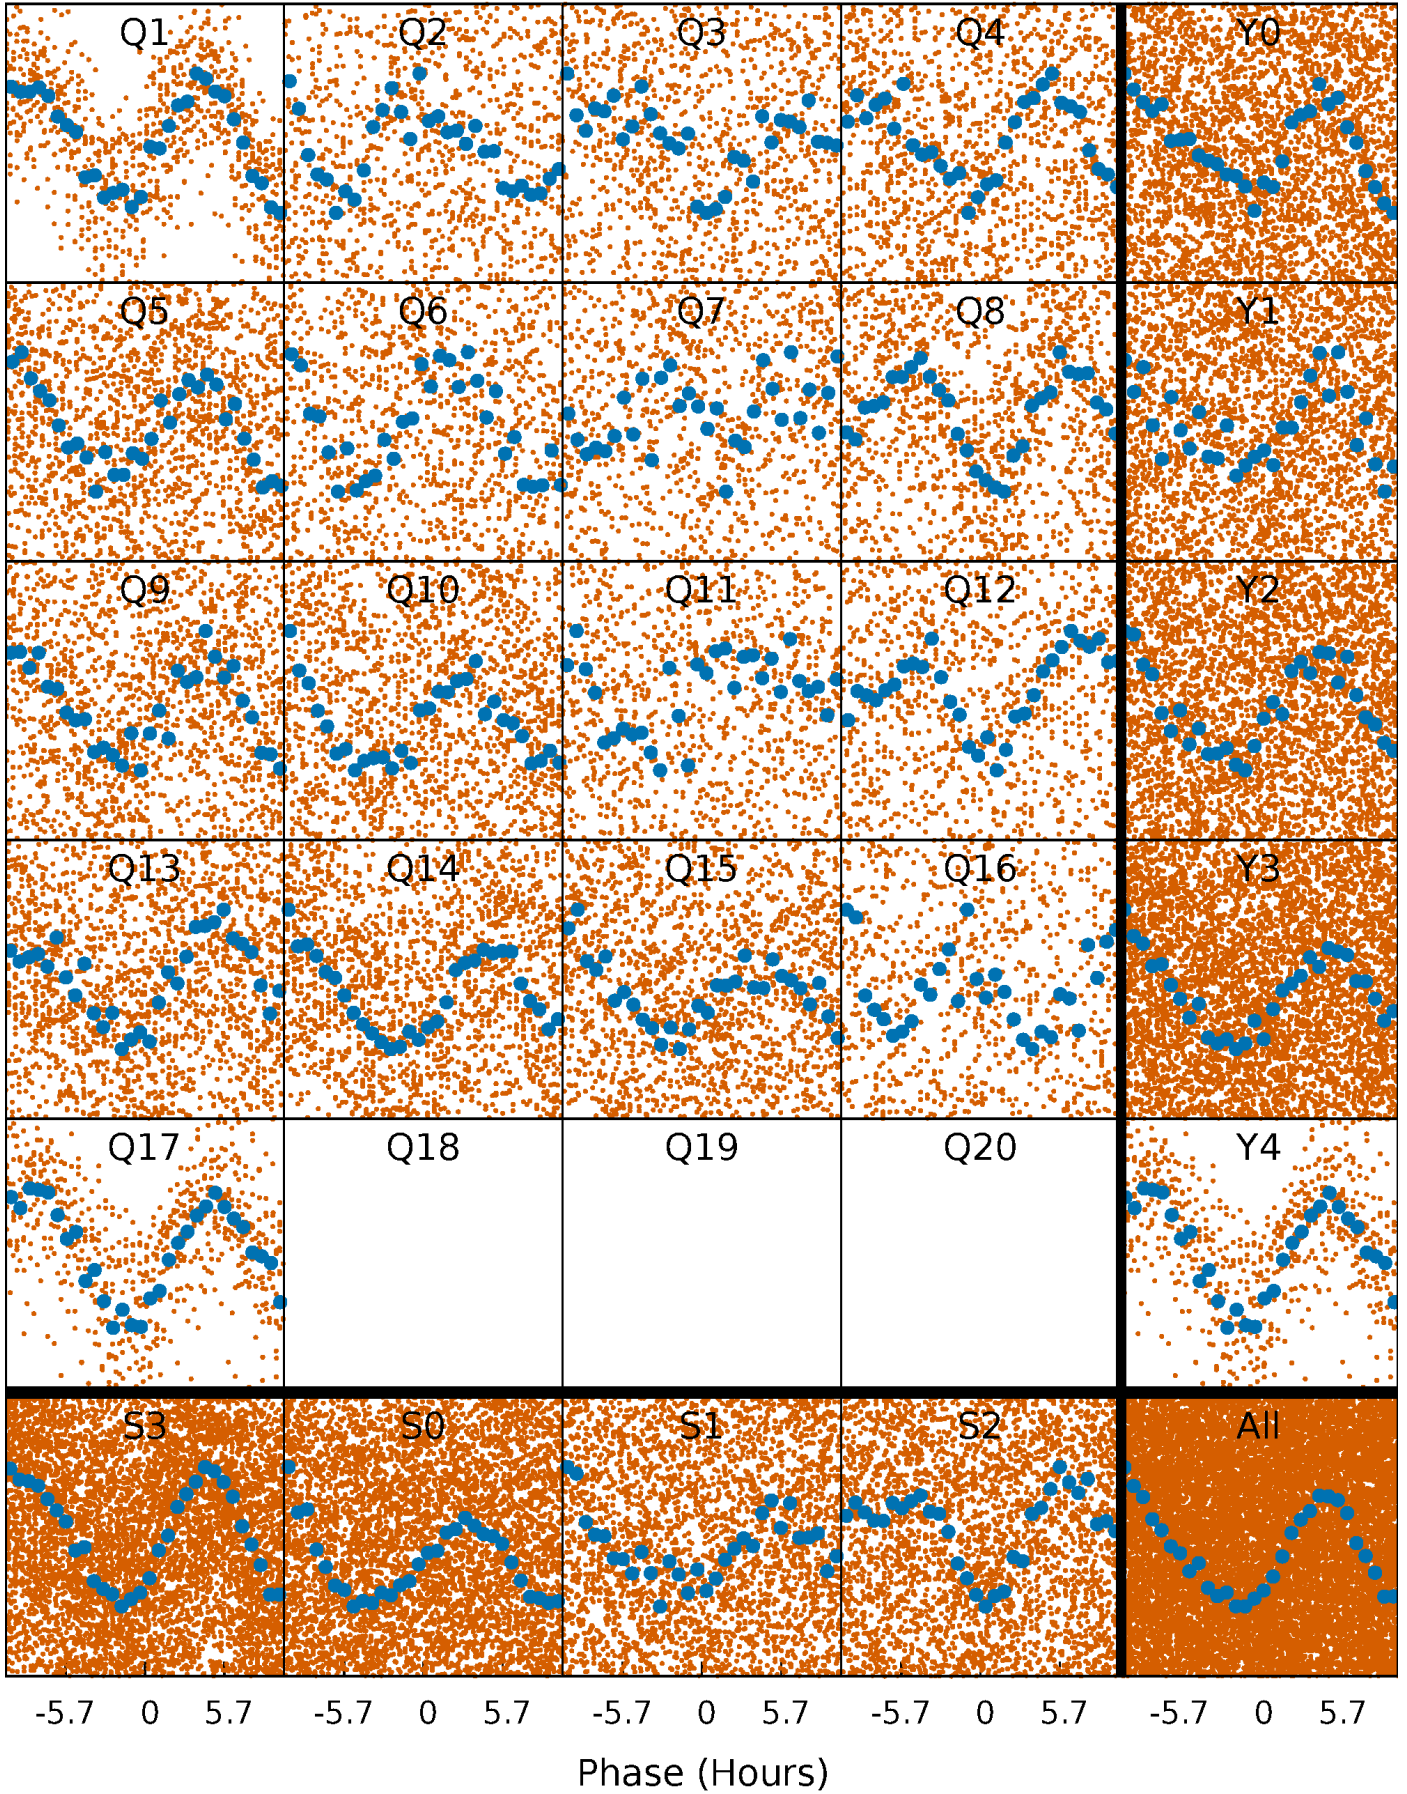 Q1 Q2 Q3 Q4 Y0
Q5 Q6 Q7 Q8 Y1
Q9 Q10 Q11 Q12 Y2
Q13 Q14 Q15 Q16 Y3
Q17 Q18 Q19 Q20 Y4
S3 S0 S1 S2 All
-5.7 0 5.7 -5.7 0 5.7 -5.7 0 5.7 -5.7 0 5.7 -5.7 0 5.7
Phase (Hours)